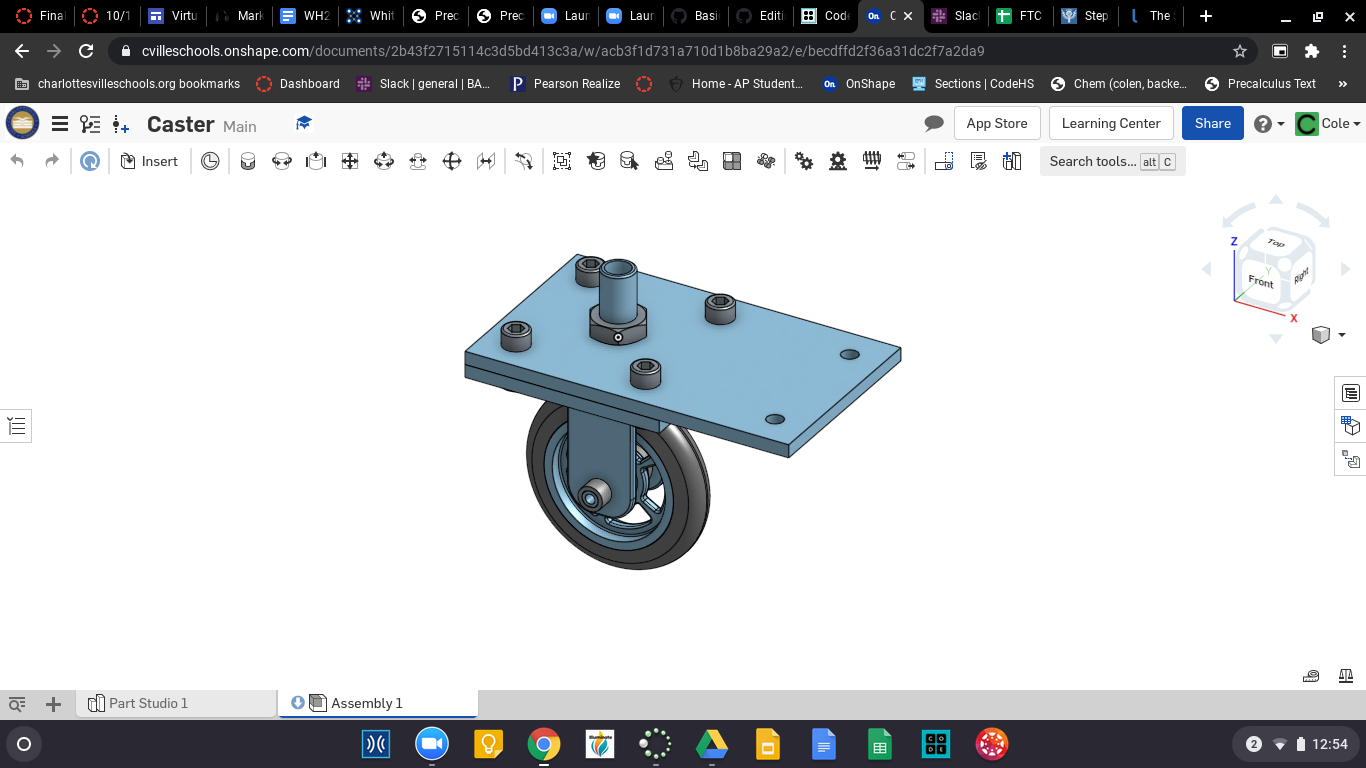 Final 10/1 Virtu Mark WH2 Whit Prec Prec Laun Laun Basi Editi Code On Slac FTC Step The
cvilleschools.onshape.com/documents/2b43f2715114c3d5bd413c3a/w/acb3f1d731a710d1b8ba29a2/e/becdffd2f36a31dc2f7a2da9
charlottesvilleschools.org bookmarks Dashboard Slack | general | BA... P Pearson Realize Home - AP Student... On OnShape Sections | CodeHS Chem (colen, backe... Precalculus Text »
Caster Main App Store Learning Center Share ? C Cole
Insert Search tools... alt C
Top
Z
Y
Front Right
X
Part Studio 1 Assembly 1
2 12:54